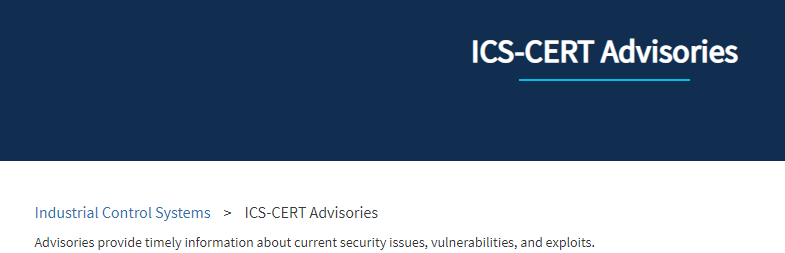 ICS-CERT Advisories
Industrial Control Systems > ICS-CERT Advisories
Advisories provide timely information about current security issues, vulnerabilities, and exploits.